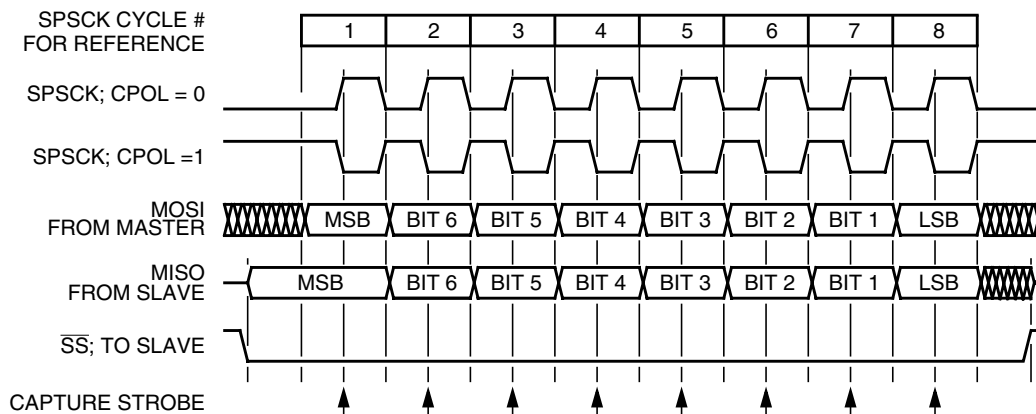 SPSCK CYCLE #
FOR REFERENCE
1 2 3 4 5 6 7 8
SPSCK; CPOL = 0
SPSCK; CPOL =1
MOSI
FROM MASTER
MSB BIT 6 BIT 5 BIT 4 BIT 3 BIT 2 BIT 1 LSB
MISO
FROM SLAVE
MSB BIT 6 BIT 5 BIT 4 BIT 3 BIT 2 BIT 1 LSB
SS; TO SLAVE
CAPTURE STROBE